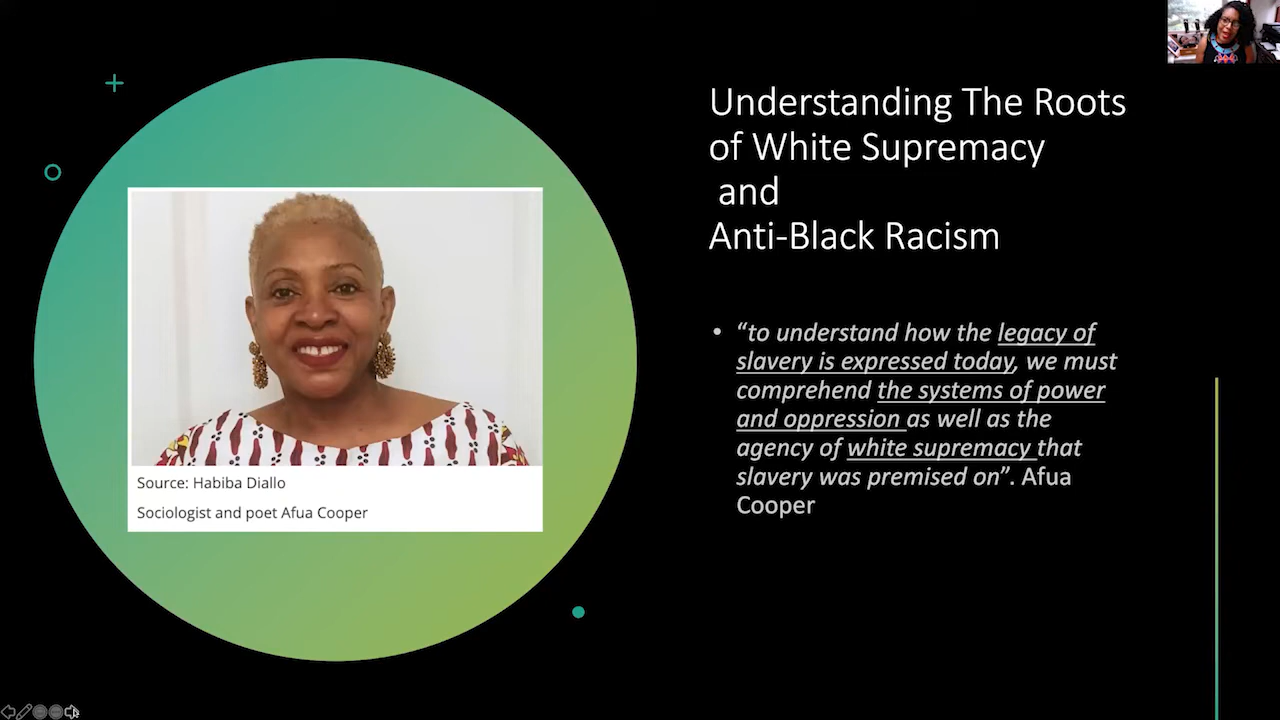 Understanding The Roots
of White Supremacy
and
Anti-Black Racism
• “to understand how the legacy of
slavery is expressed today, we must
comprehend the systems of power
and oppression as well as the
agency of white supremacy that
slavery was premised on”. Afua
Cooper
Source: Habiba Diallo
Sociologist and poet Afua Cooper